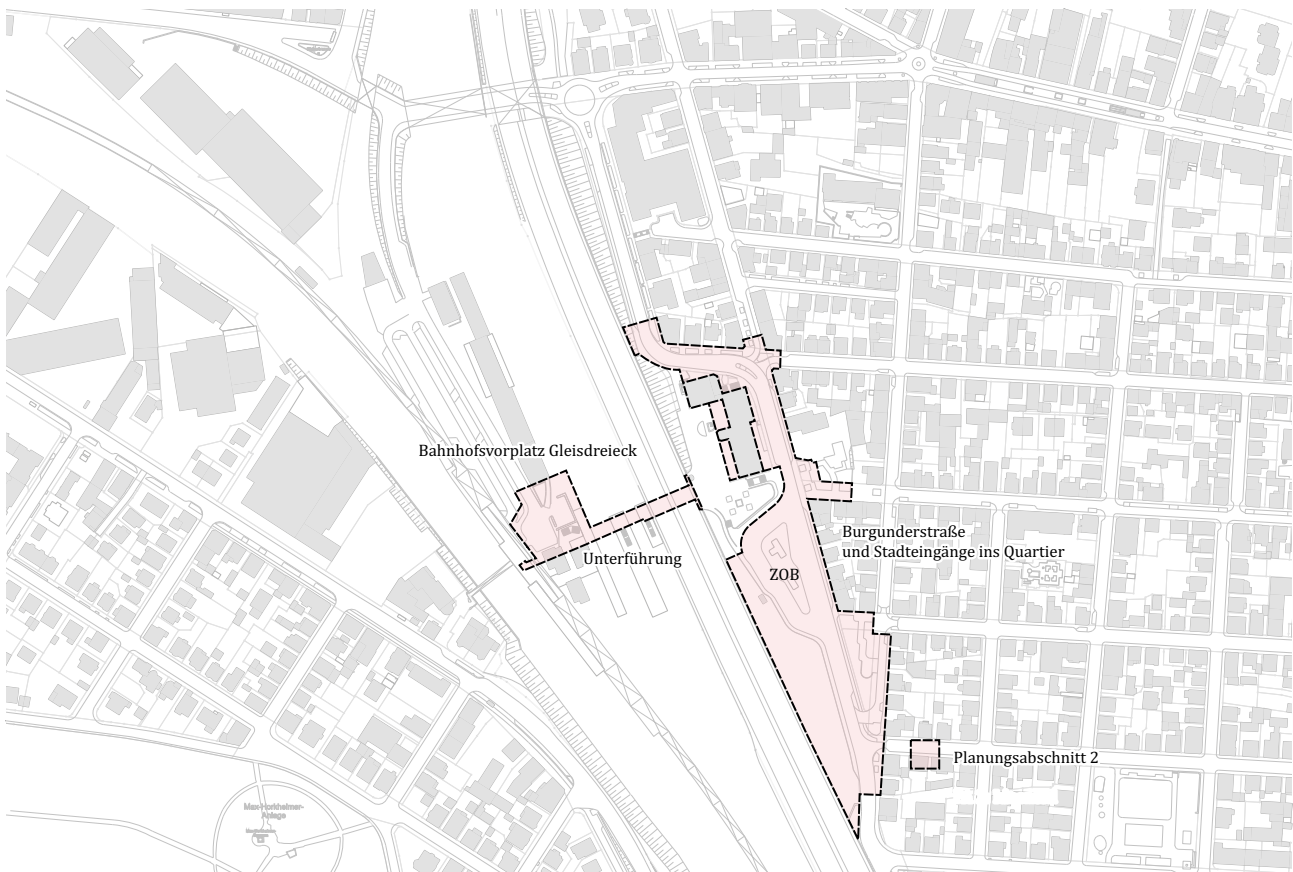 Bahnhofsvorplatz Gleisdreieck
Unterführung
Burgunderstraße
und Stadteingänge ins Quartier
ZOB
Planungsabschnitt 2
Max-Horkheimer-
Anlage